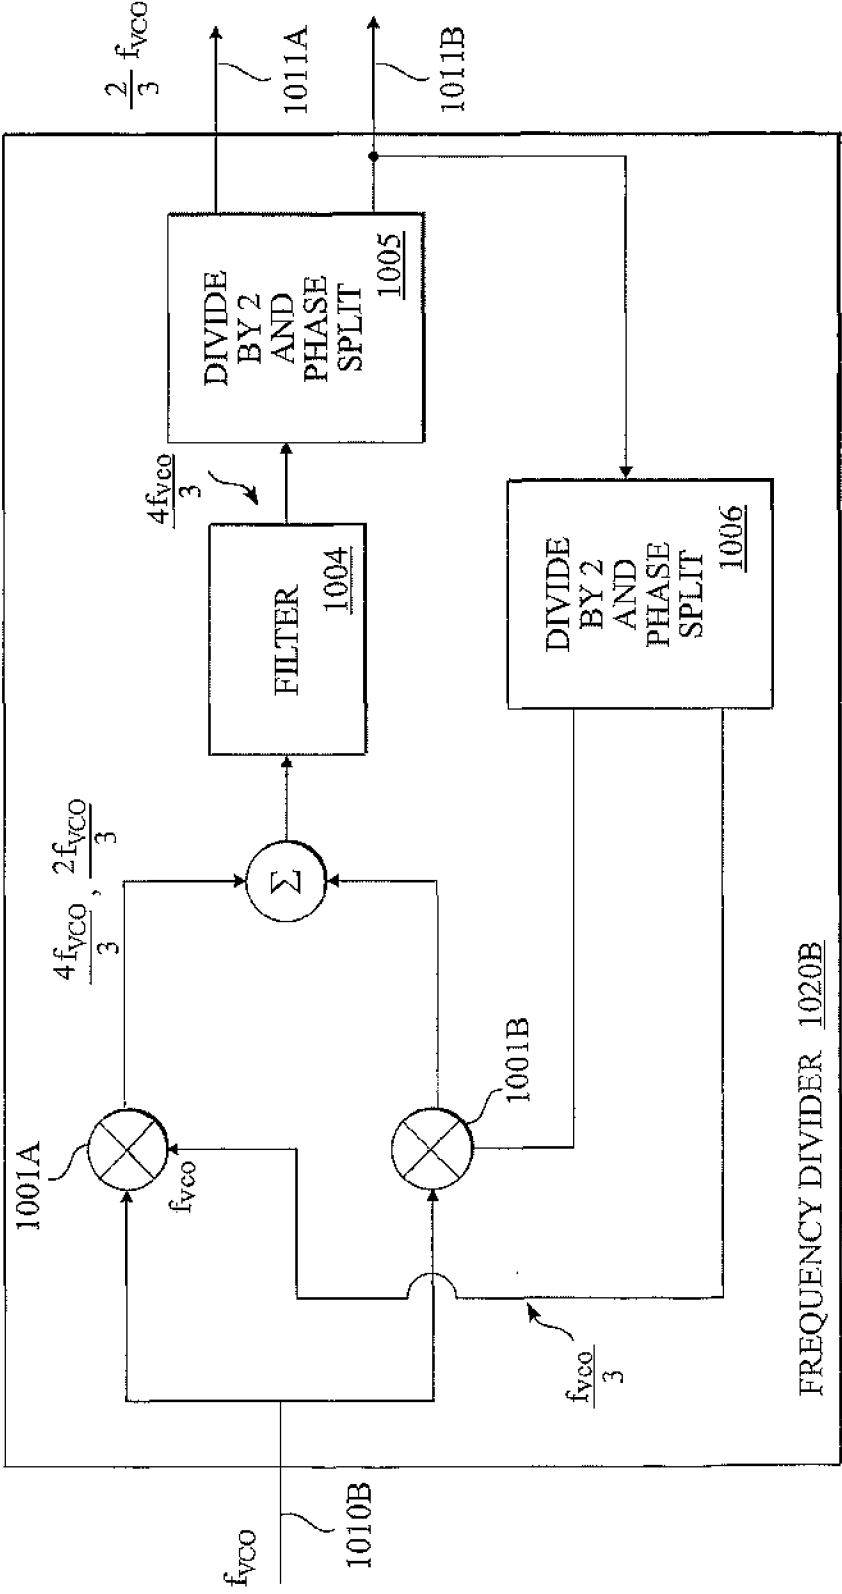 2/3 fVCO
1011A
1011B
DIVIDE
BY 2
AND
PHASE
SPLIT
1005
4fvco/3
FILTER
1004
DIVIDE
BY 2
AND
PHASE
SPLIT
1006
4fVCO/3 , 2fVCO/3
Σ
1001A
fvco
1001B
fvco/3
fVCO
1010B
FREQUENCY DIVIDER 1020B